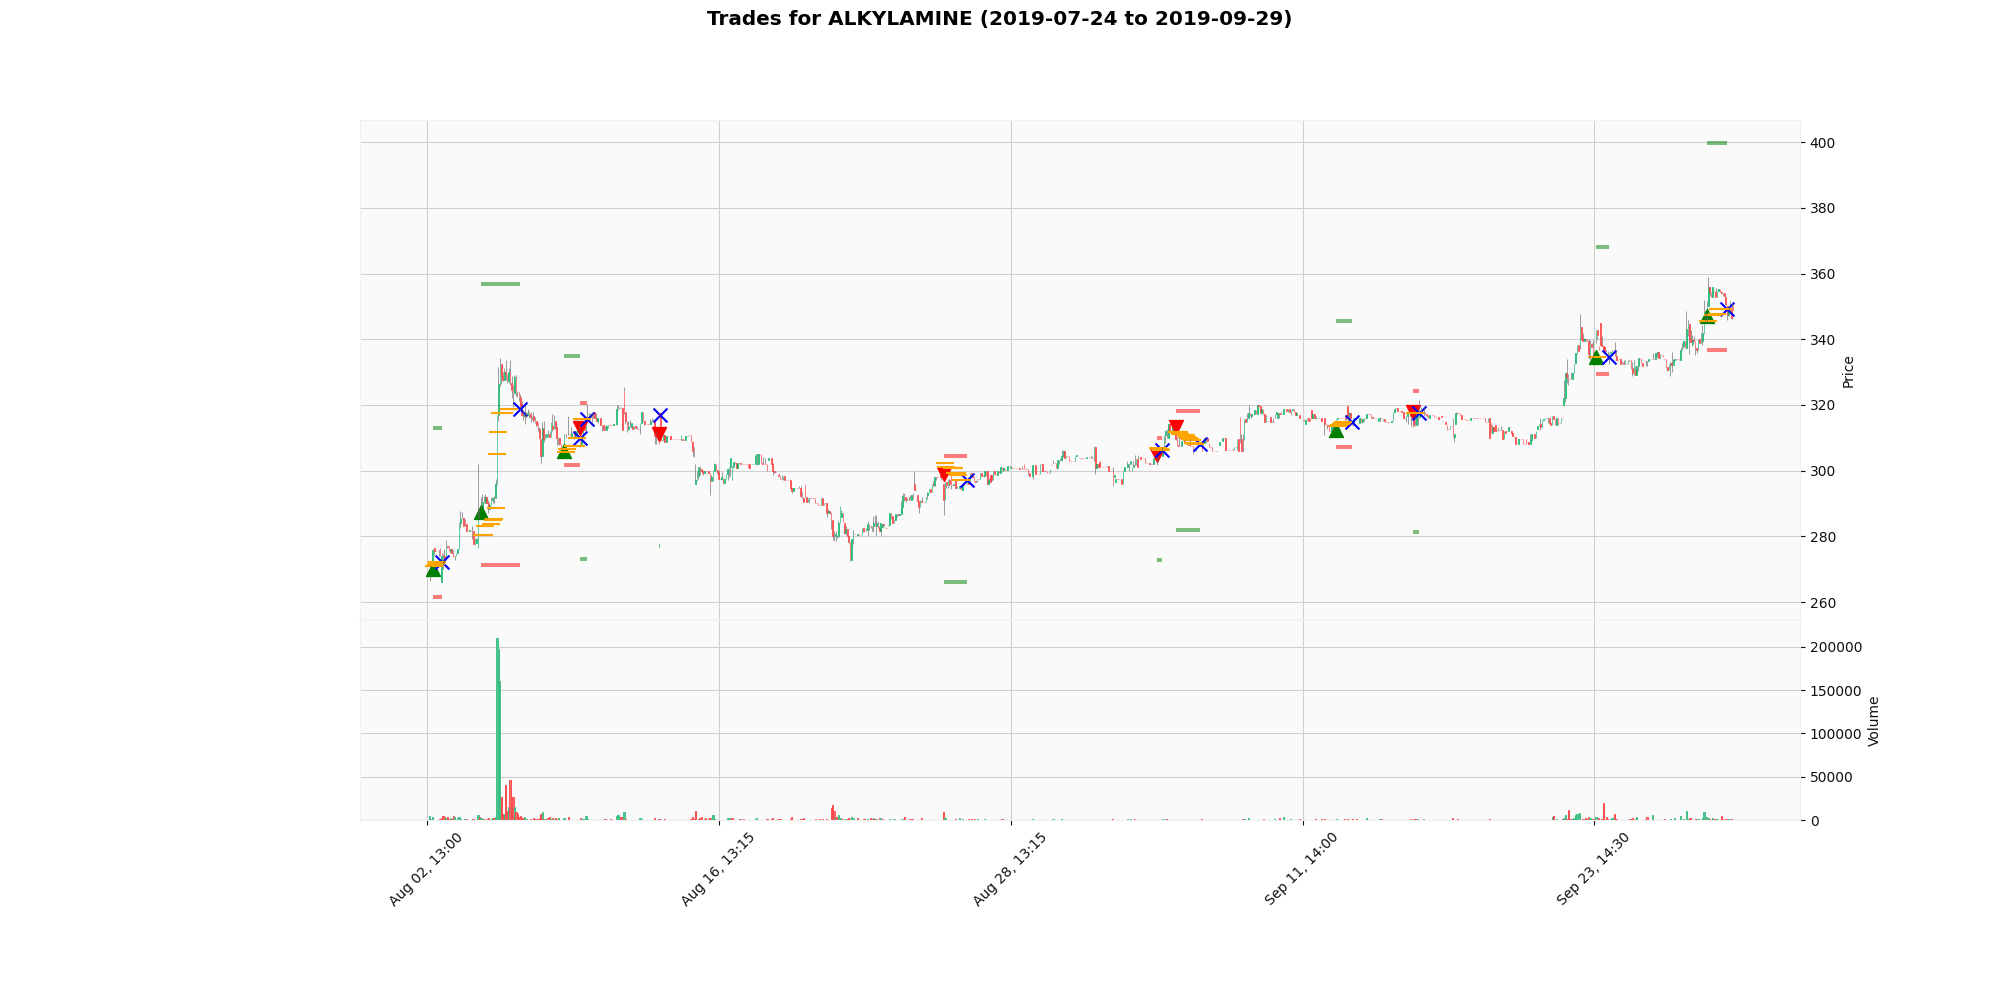 Trades for ALKYLAMINE (2019-07-24 to 2019-09-29)
400
380
360
340
320
300
280
260
Price
200000
150000
100000
50000
0
Volume
Aug 02, 13:00
Aug 16, 13:15
Aug 28, 13:15
Sep 11, 14:00
Sep 23, 14:30